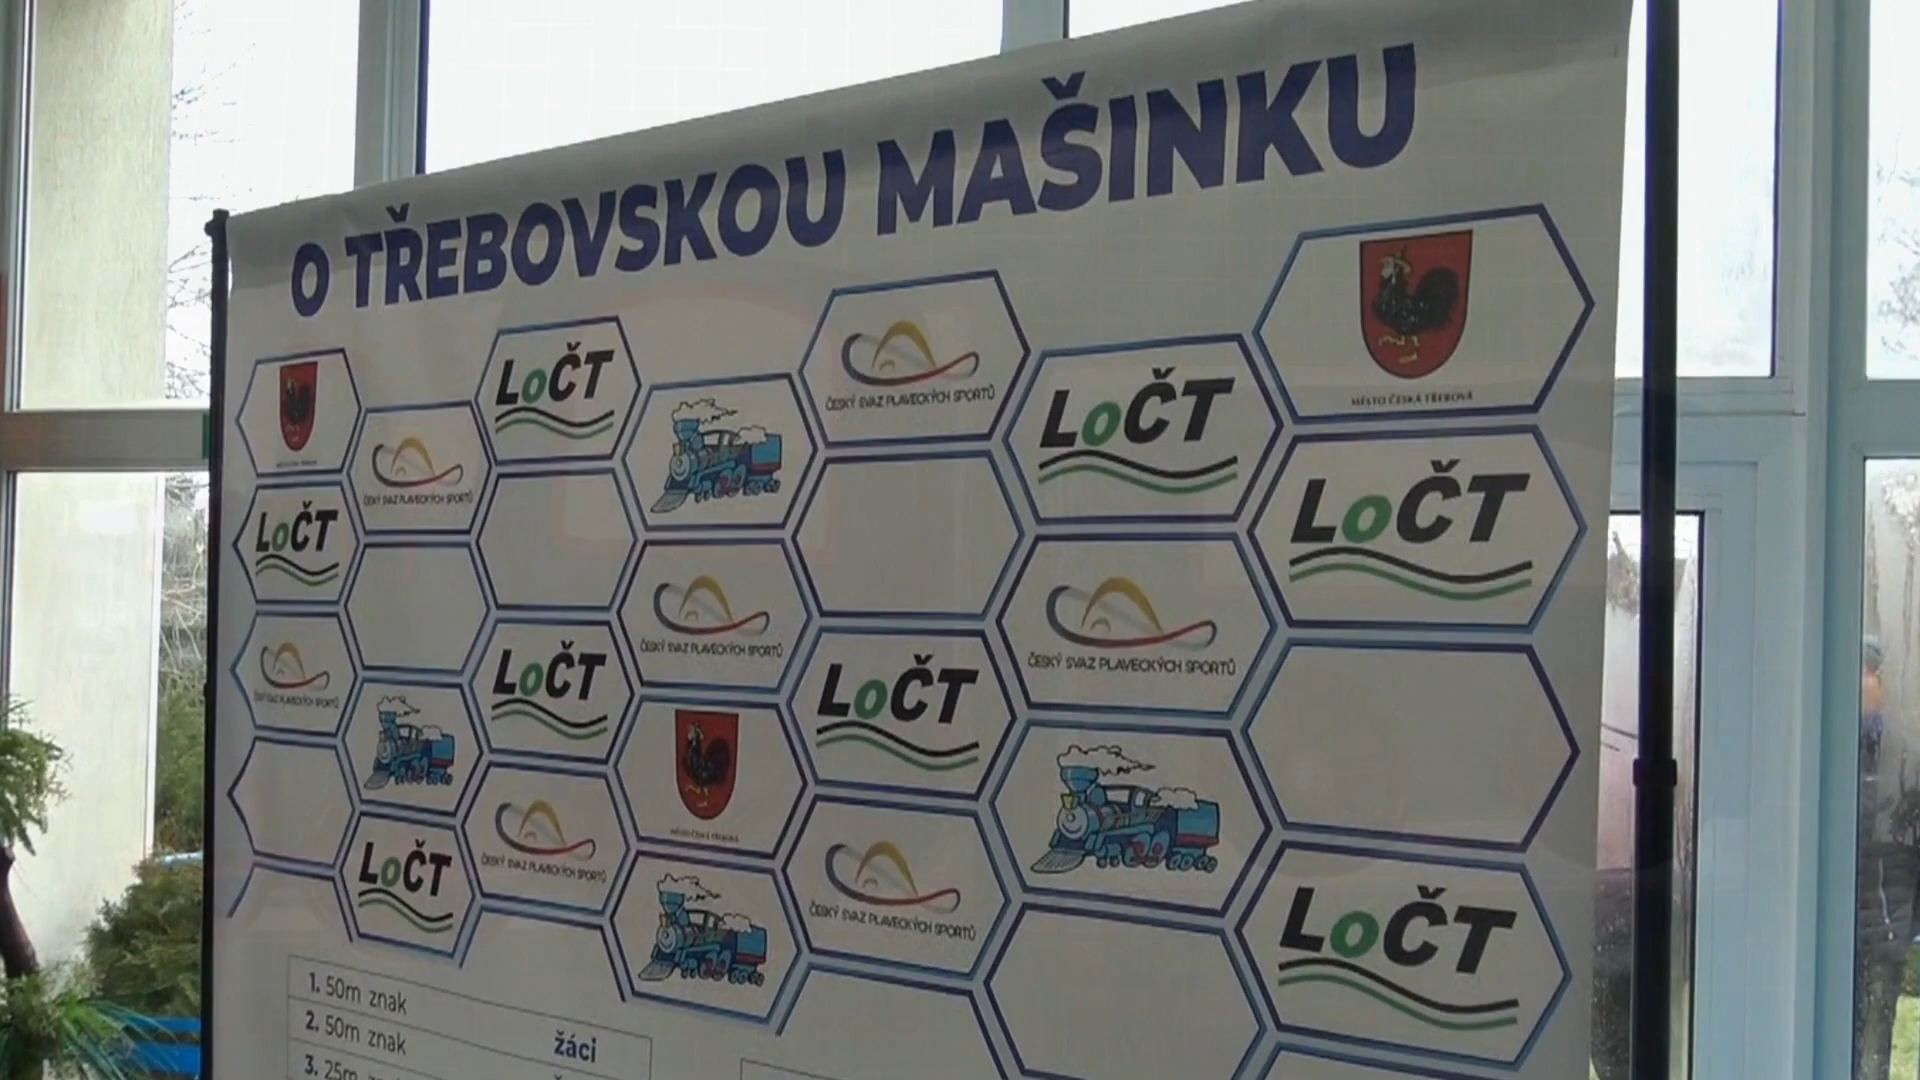 O TŘEBOVSKOU MAŠINKU
MĚSTO ČESKÁ TŘEBOVÁ
ČESKÝ SVAZ PLAVECKÝCH SPORTŮ
LoČT
LoČT
LoČT
ČESKÝ SVAZ PLAVECKÝCH SPORTŮ
LoČT
ČESKÝ SVAZ PLAVECKÝCH SPORTŮ
ČESKÝ SVAZ PLAVECKÝCH SPORTŮ
ČESKÝ SVAZ PLAVECKÝCH SPORTŮ
LoČT
LoČT
MĚSTO ČESKÁ TŘEBOVÁ
ČESKÝ SVAZ PLAVECKÝCH SPORTŮ
LoČT
ČESKÝ SVAZ PLAVECKÝCH SPORTŮ
LoČT
1. 50m znak
2. 50m znak žáci
3. 25m